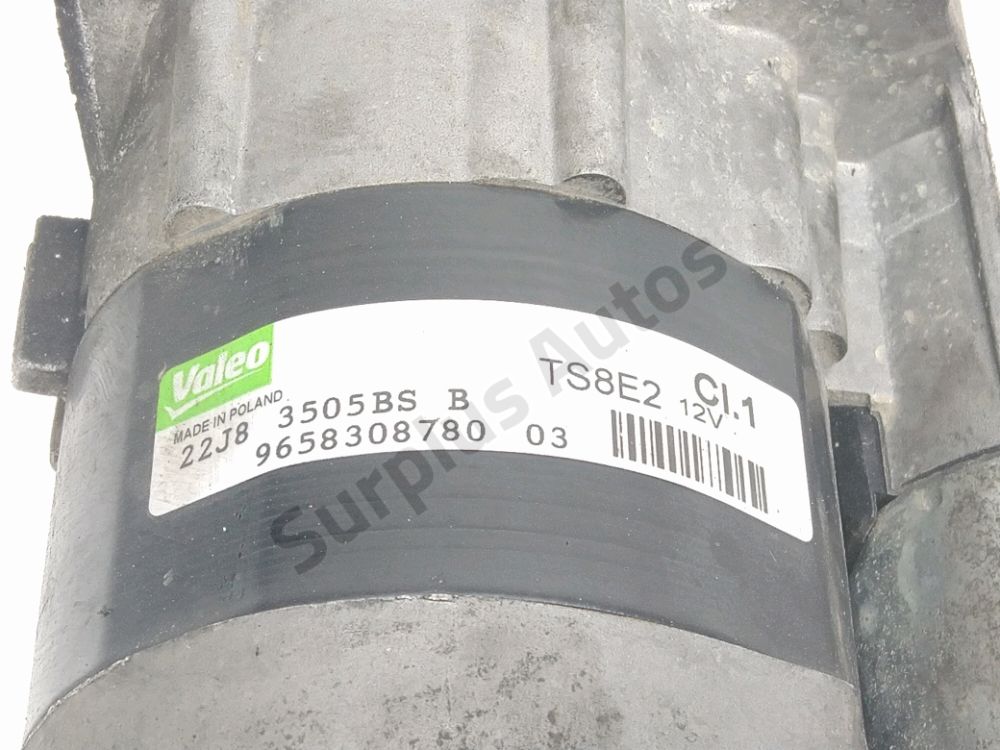 Valeo
MADE IN POLAND
22J8 3505BS B
9658308780 03
TS8E2 Cl.1
12V
Surplus Autos